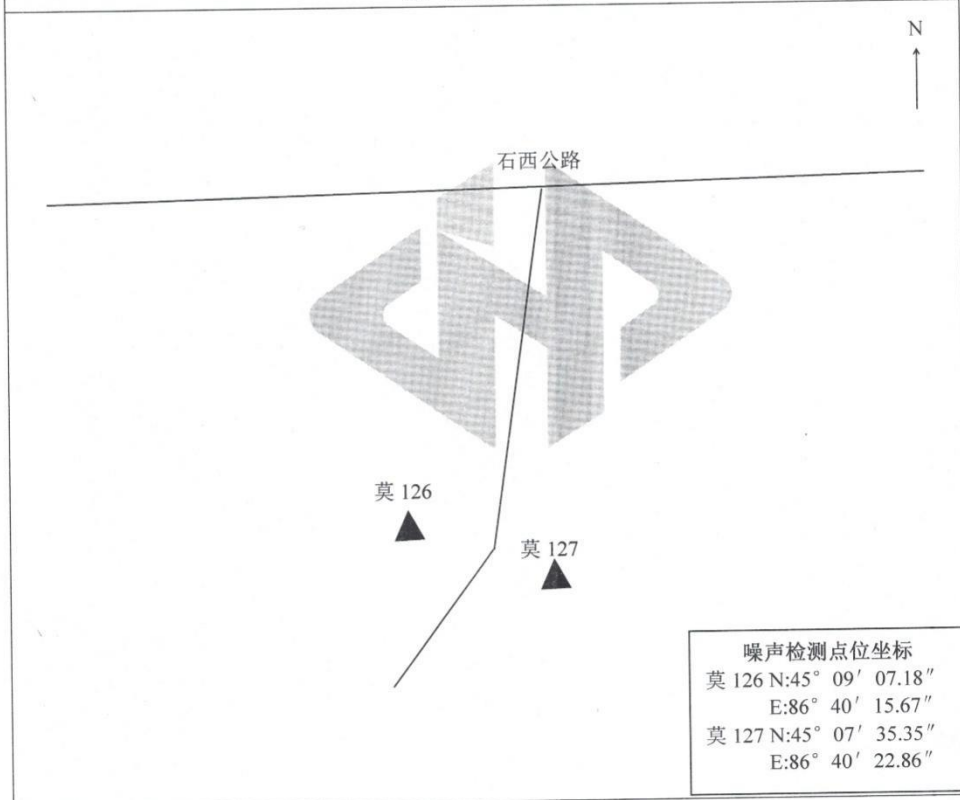 N
石西公路
莫 126
莫 127
噪声检测点位坐标
莫 126 N:45° 09′ 07.18″
E:86° 40′ 15.67″
莫 127 N:45° 07′ 35.35″
E:86° 40′ 22.86″